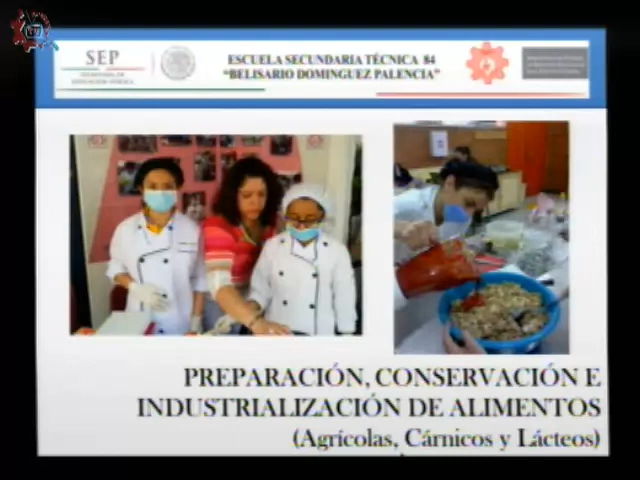 SEP
ESCUELA SECUNDARIA TÉCNICA 84
"BELISARIO DOMINGUEZ PALENCIA"
PREPARACIÓN, CONSERVACIÓN E
INDUSTRIALIZACIÓN DE ALIMENTOS
(Agrícolas, Cárnicos y Lácteos)